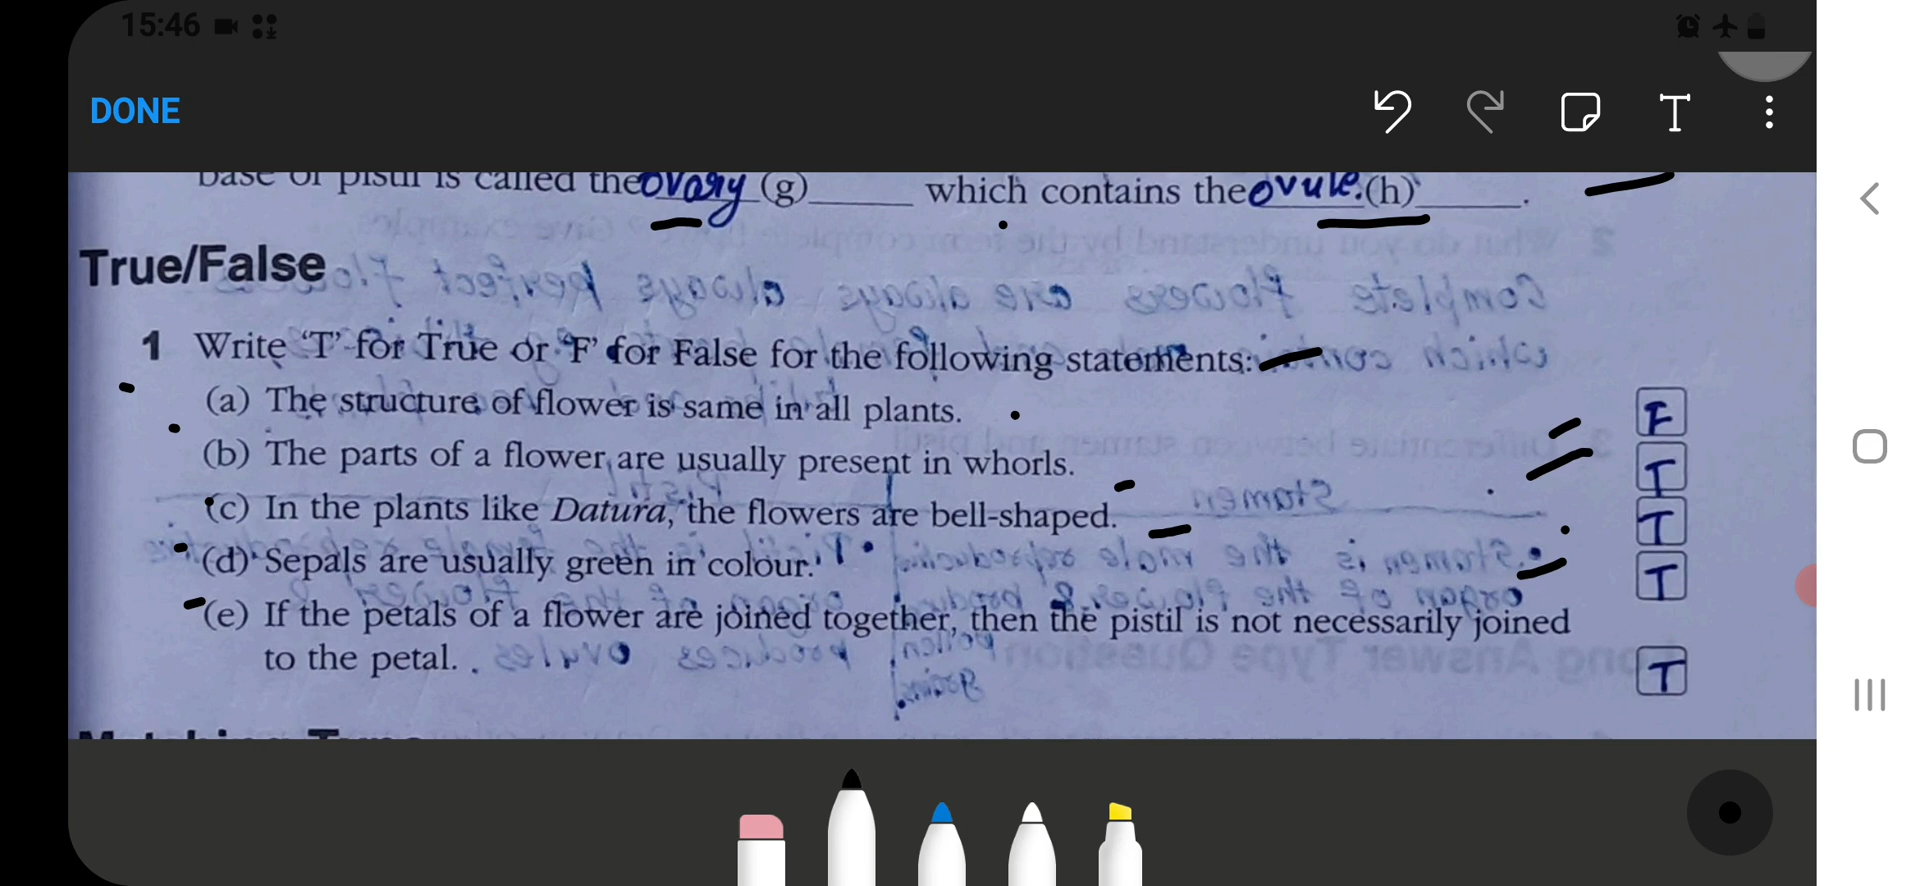 15:46
DONE
T
base of pistil is called the ovary (g)______ which contains the ovule. (h)______.
True/False
1 Write 'T' for True or 'F' for False for the following statements:
(a) The structure of flower is same in all plants. F
(b) The parts of a flower are usually present in whorls. T
(c) In the plants like Datura, the flowers are bell-shaped. T
(d) Sepals are usually green in colour. T
(e) If the petals of a flower are joined together, then the pistil is not necessarily joined
to the petal. T